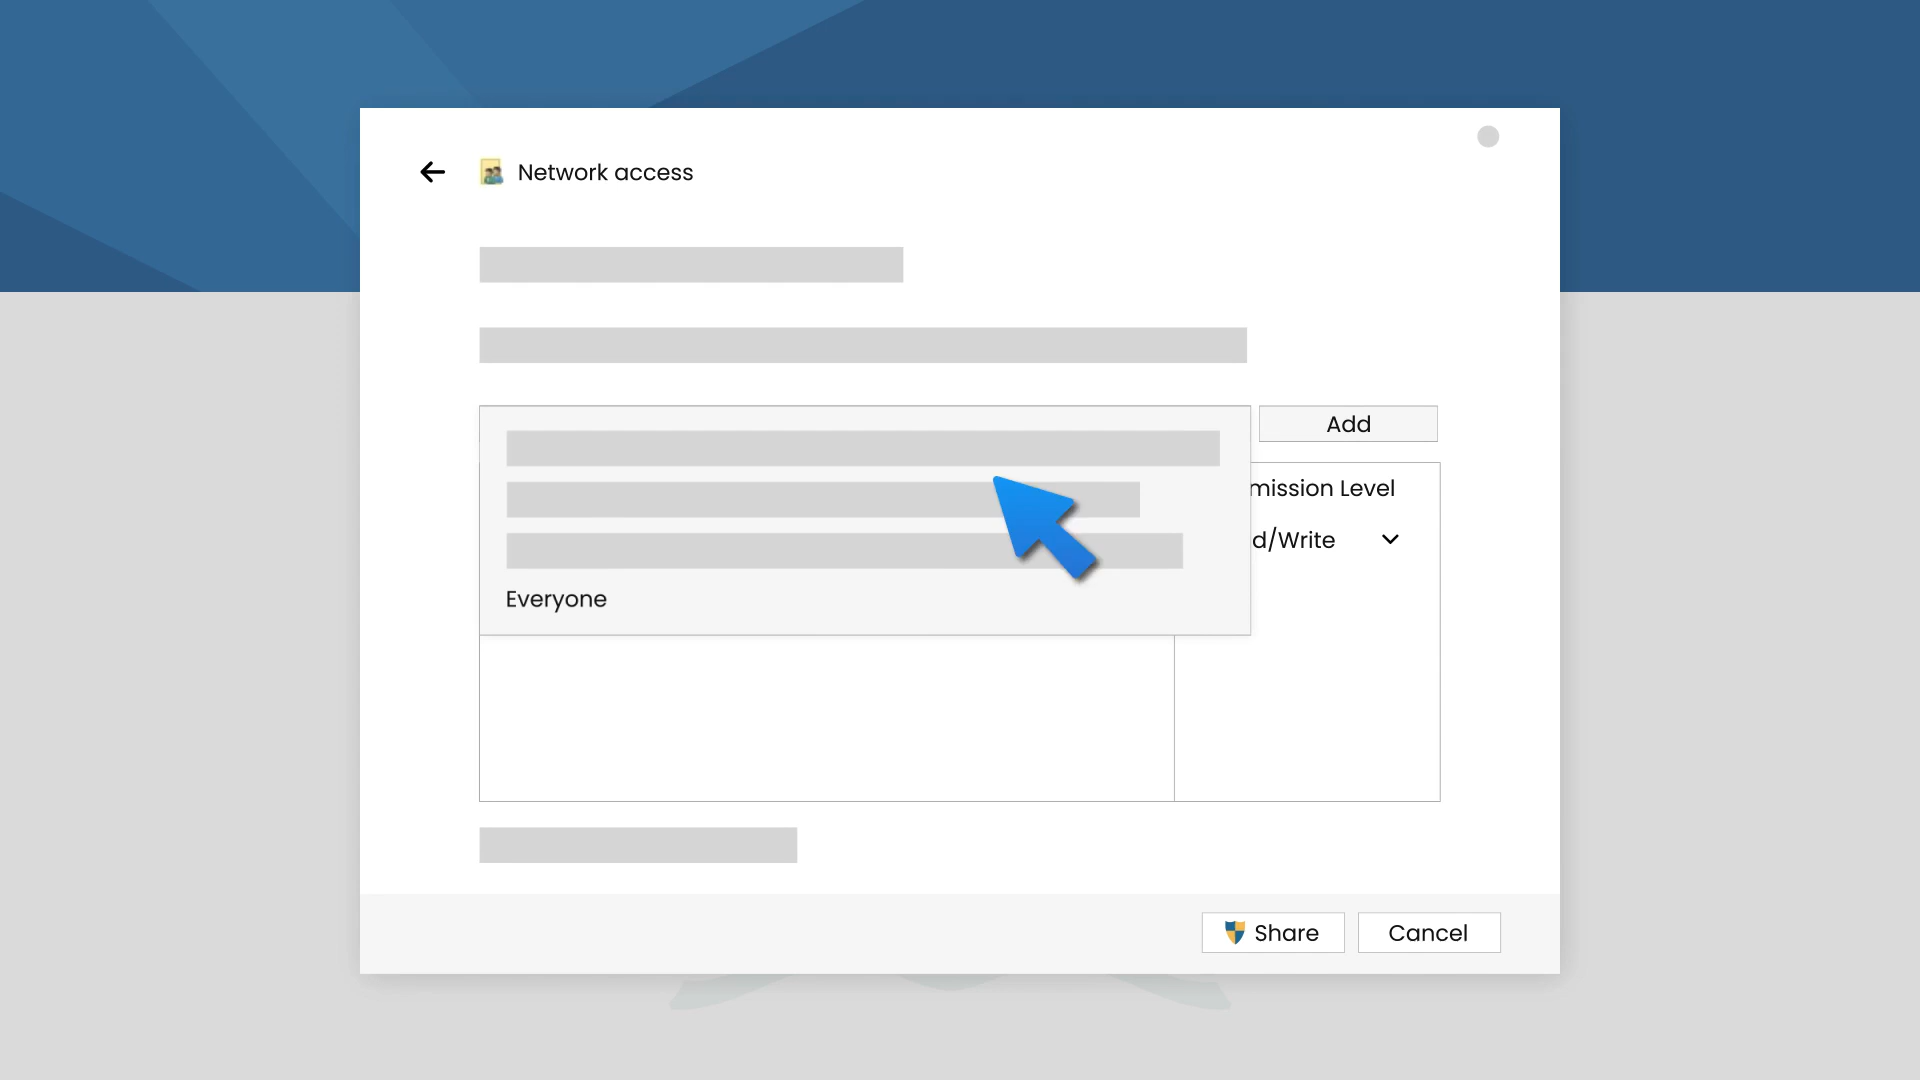 Network access
Add
mission Level
d/Write
Everyone
Share
Cancel